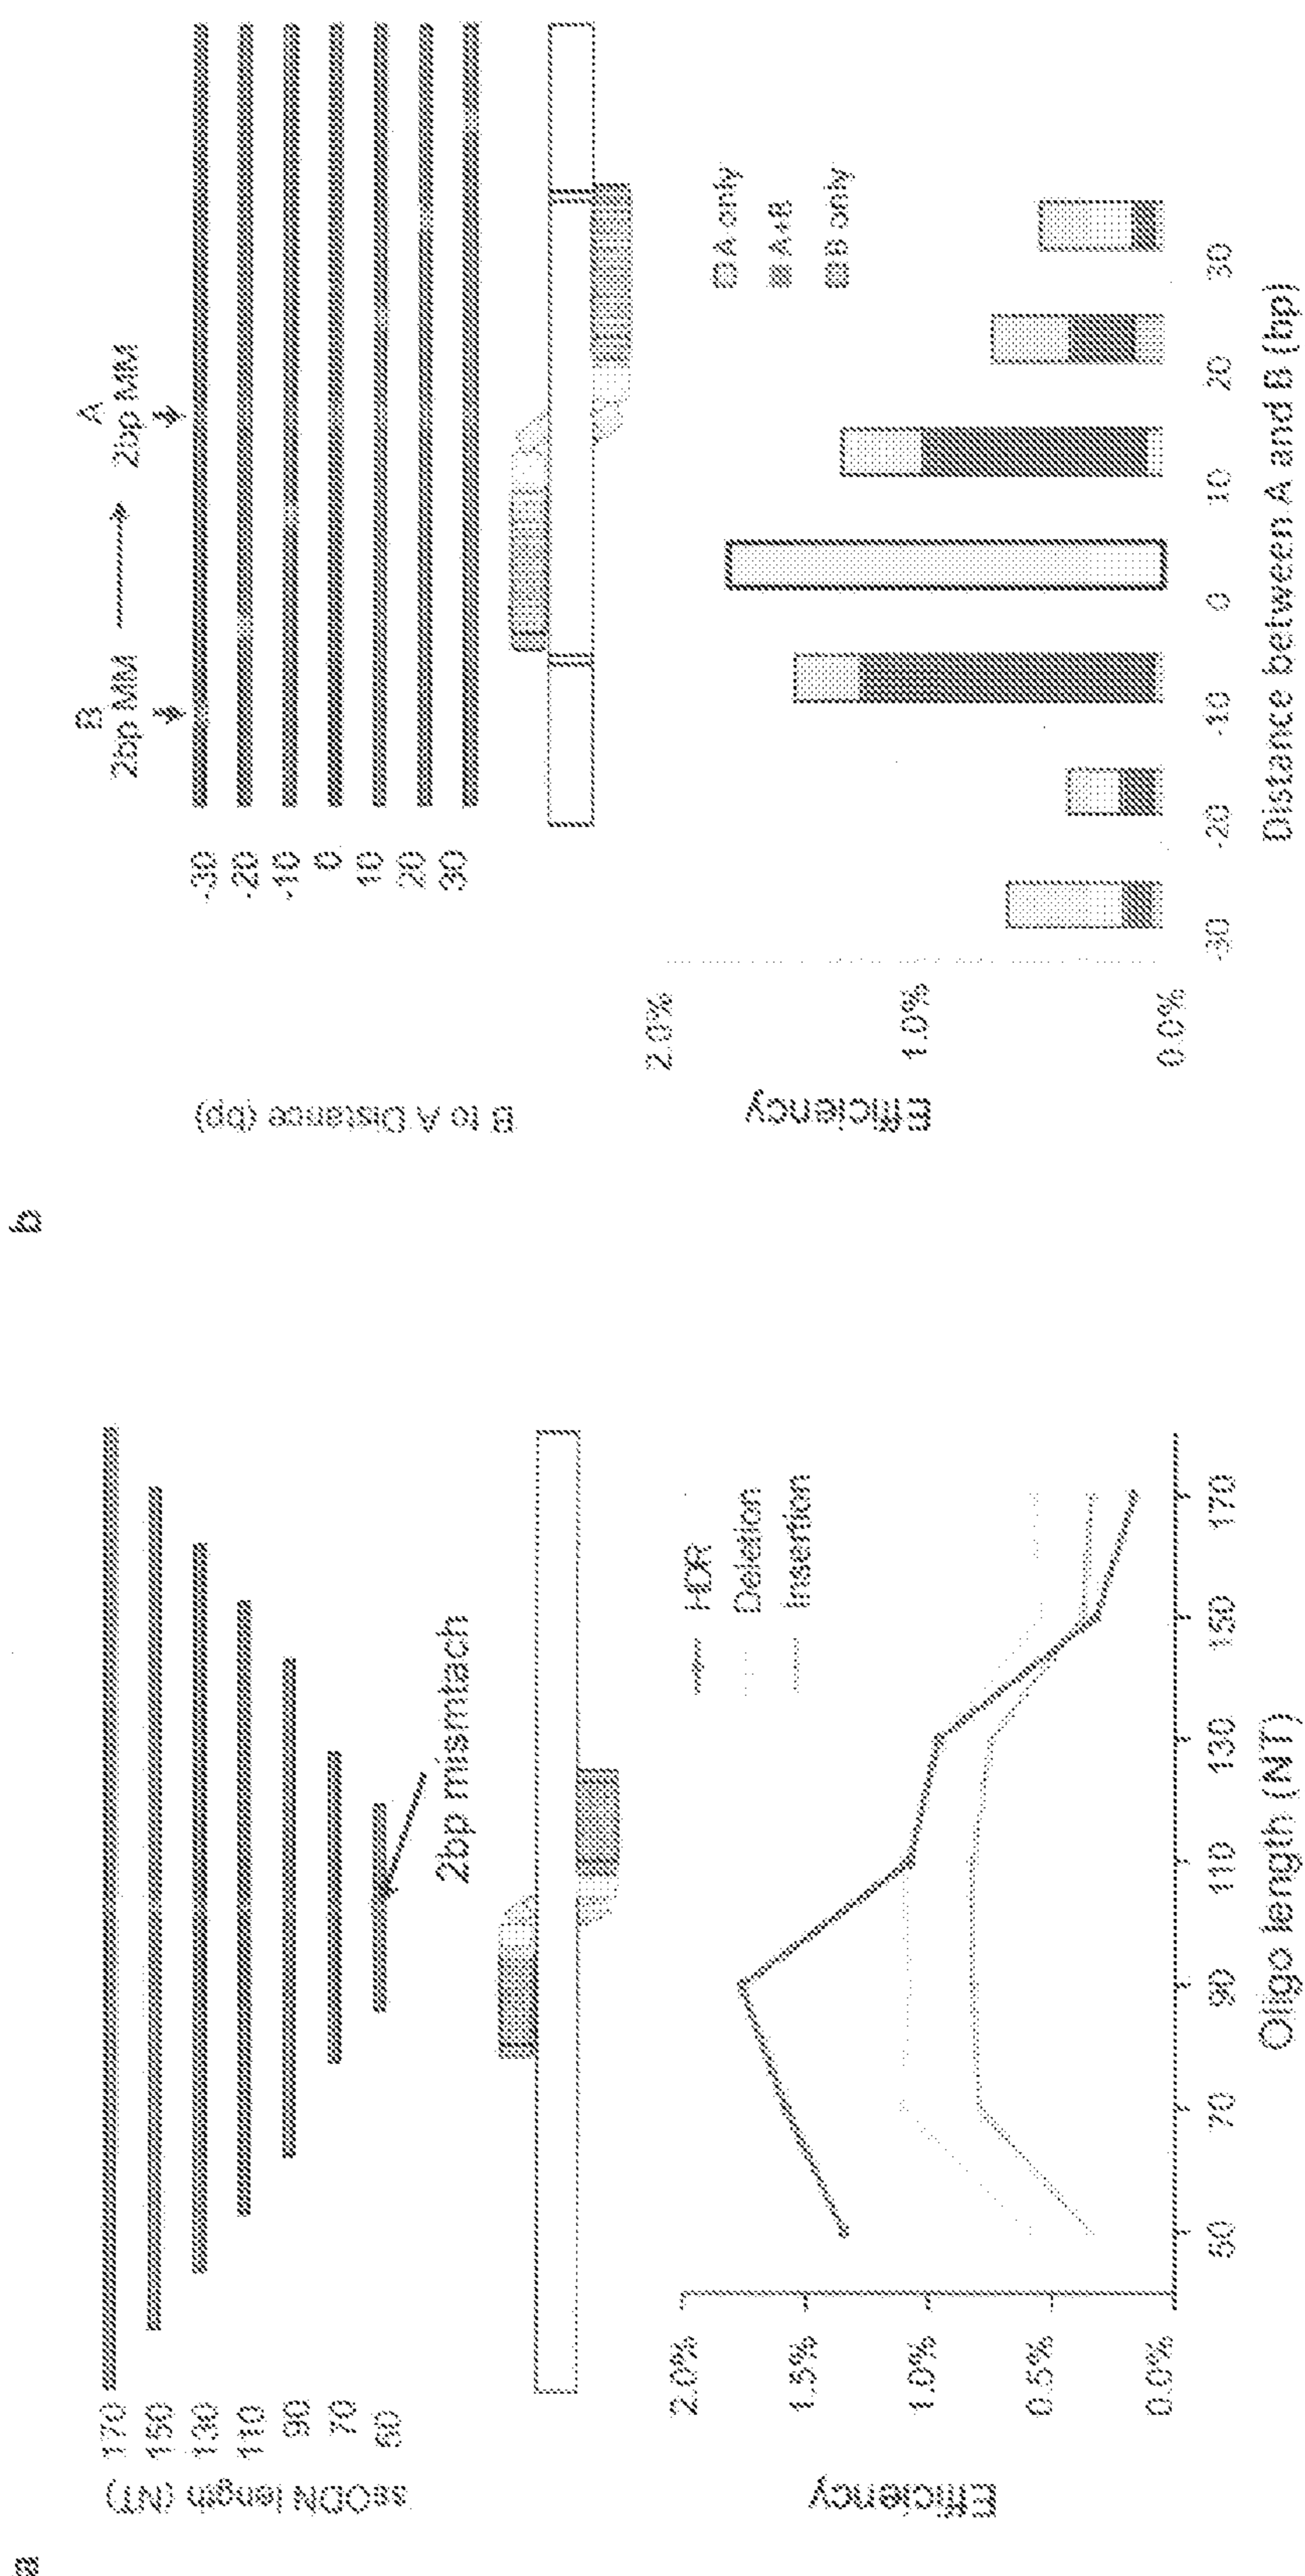 a
ssODN length (NT)
170
150
130
110
90
70
50
2bp mismtach
HDR
Deletion
Insertion
Efficiency
2.0%
1.5%
1.0%
0.5%
0.0%
50 70 90 110 130 150 170
Oligo length (NT)
b
B
2bp MM
A
2bp MM
B to A Distance (bp)
-30
-20
-10
0
10
20
30
A only
A+B
B only
Efficiency
2.0%
1.0%
0.0%
-30 -20 -10 0 10 20 30
Distance between A and B (bp)